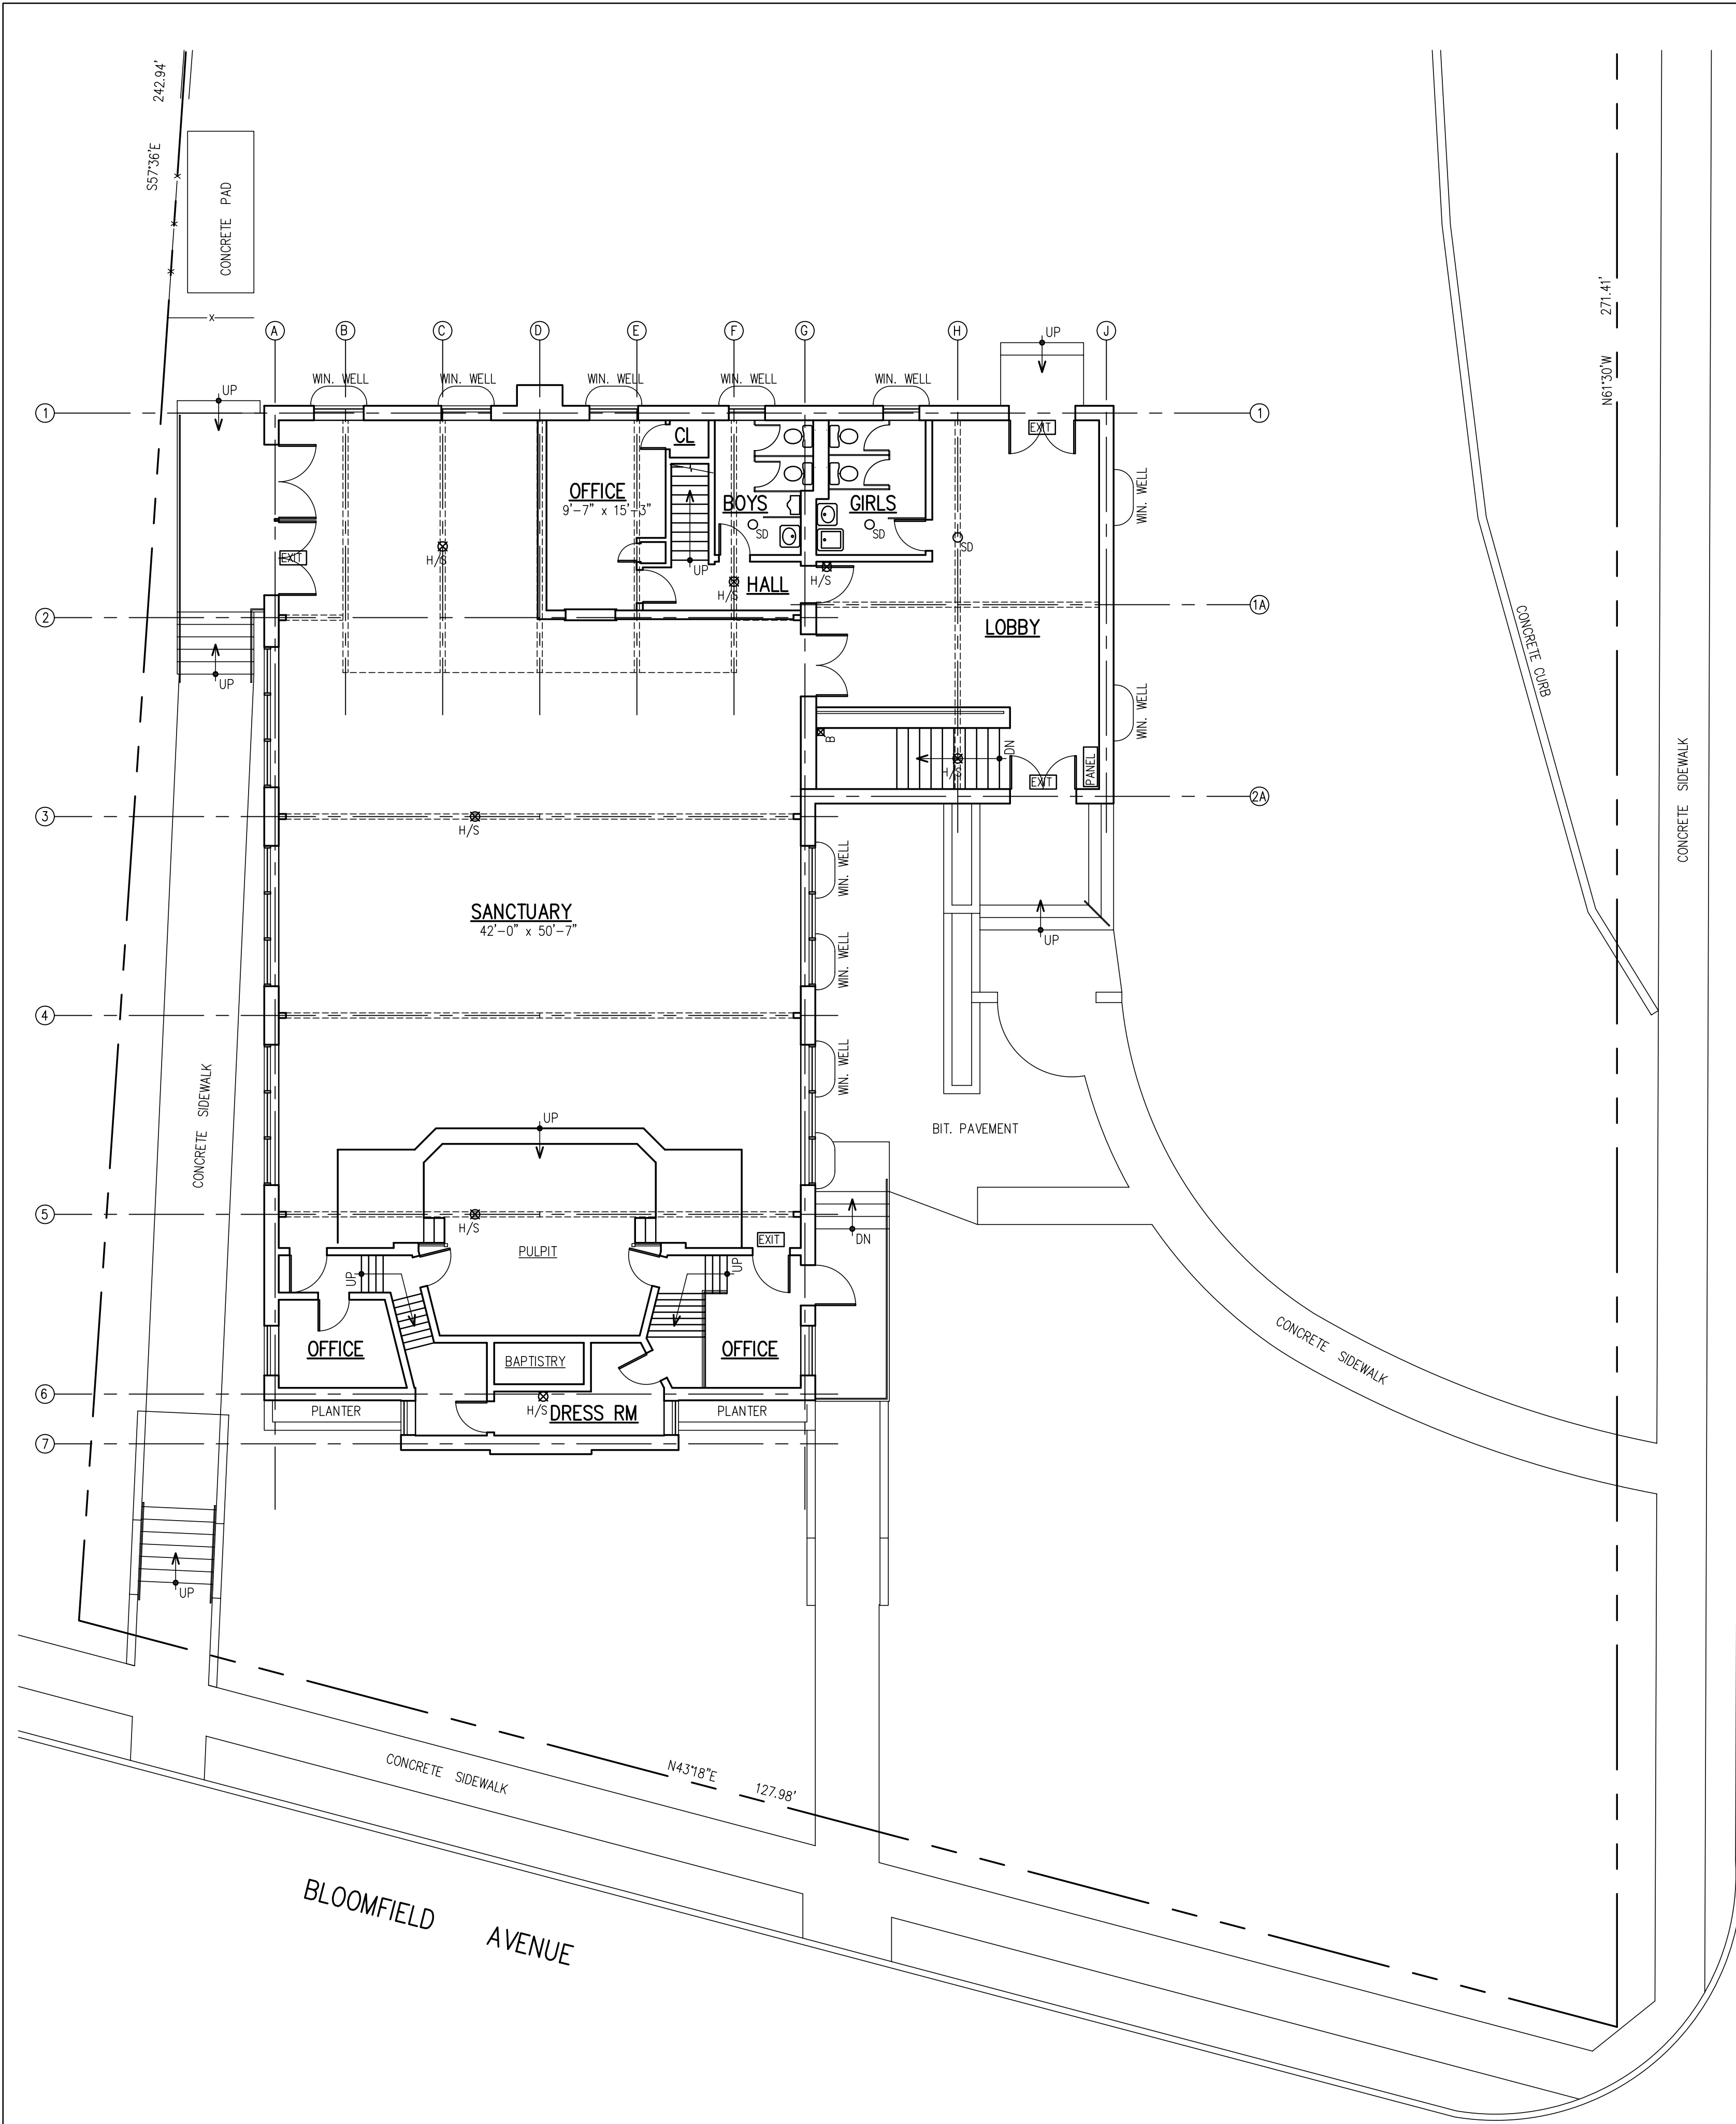 242.94'
S57°36'E
CONCRETE PAD
271.41'
N61°30'W
A
B
C
D
E
F
G
H
J
UP
UP
WIN. WELL
WIN. WELL
WIN. WELL
WIN. WELL
WIN. WELL
1
1
EXIT
CL
OFFICE
9'-7" x 15'-3"
BOYS
GIRLS
WIN. WELL
SD
SD
SD
EXIT
H/S
UP
HALL
H/S
H/S
1A
2
LOBBY
CONCRETE CURB
UP
WIN. WELL
B
DN
H/S
EXIT
PANEL
2A
CONCRETE SIDEWALK
3
H/S
WIN. WELL
SANCTUARY
42'-0" x 50'-7"
UP
WIN. WELL
4
WIN. WELL
CONCRETE SIDEWALK
UP
BIT. PAVEMENT
5
H/S
EXIT
DN
PULPIT
UP
UP
OFFICE
OFFICE
BAPTISTRY
CONCRETE SIDEWALK
6
PLANTER
H/S
DRESS RM
PLANTER
7
UP
CONCRETE SIDEWALK
N43°18"E 127.98'
BLOOMFIELD AVENUE